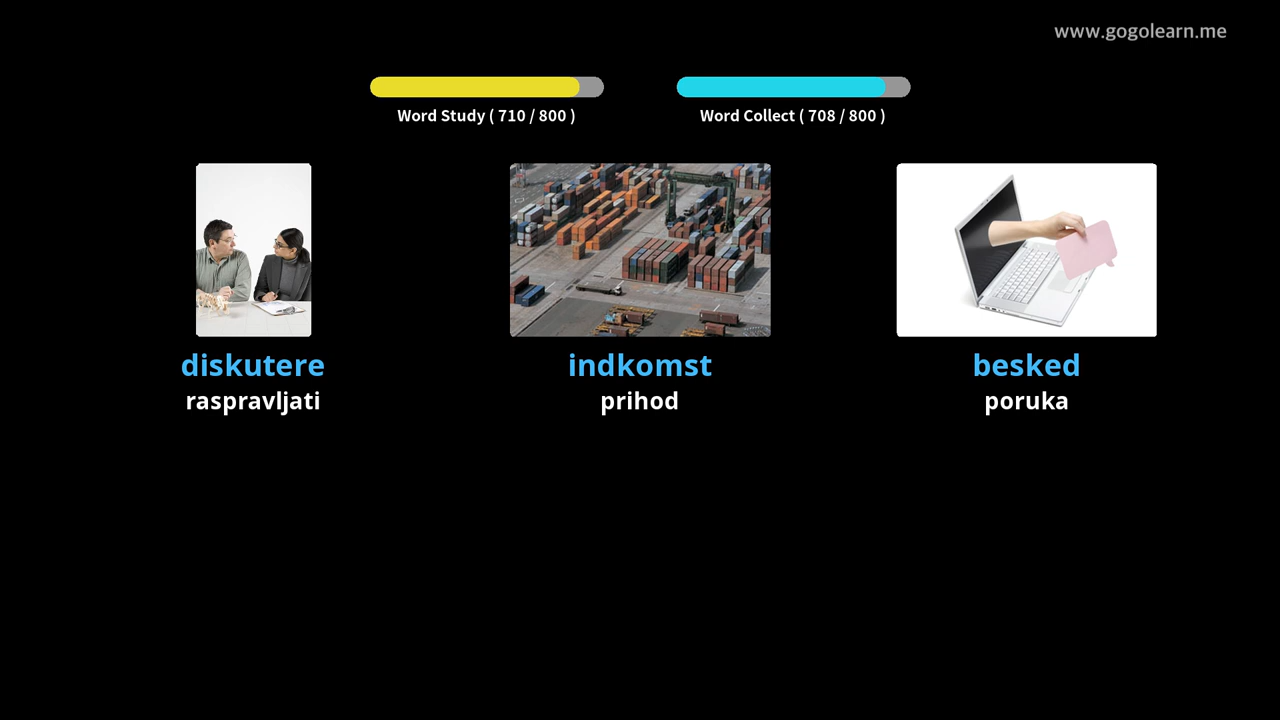 www.gogolearn.me
Word Study ( 710 / 800 )
Word Collect ( 708 / 800 )
diskutere
raspravljati
indkomst
prihod
besked
poruka